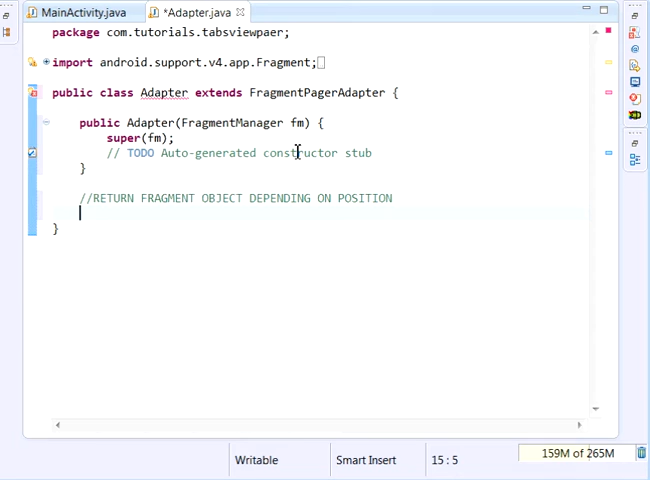 MainActivity.java *Adapter.java
package com.tutorials.tabsviewpaer;
import android.support.v4.app.Fragment;
public class Adapter extends FragmentPagerAdapter {
public Adapter(FragmentManager fm) {
super(fm);
// TODO Auto-generated constructor stub
}
//RETURN FRAGMENT OBJECT DEPENDING ON POSITION
}
Writable Smart Insert 15 : 5 159M of 265M